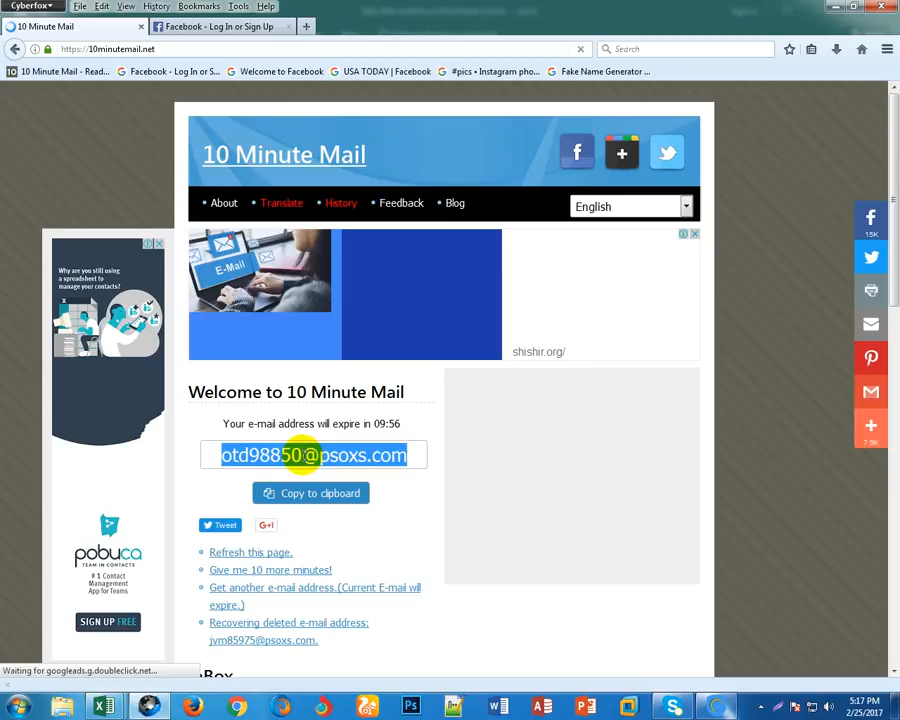 Cyberfox
File Edit View History Bookmarks Tools Help
10 Minute Mail
Facebook - Log In or Sign Up
https://10minutemail.net
Search
10 Minute Mail - Read...
Facebook - Log In or S...
Welcome to Facebook
USA TODAY | Facebook
#pics • Instagram pho...
Fake Name Generator ...
10 Minute Mail
About
Translate
History
Feedback
Blog
English
Why are you still using
a spreadsheet to
manage your contacts?
E-Mail
shishir.org/
15K
Welcome to 10 Minute Mail
Your e-mail address will expire in 09:56
otd98850@psoxs.com
Copy to clipboard
7.9K
Tweet
G+1
Refresh this page.
Give me 10 more minutes!
Get another e-mail address.(Current E-mail will
expire.)
Recovering deleted e-mail address:
jvm85975@psoxs.com.
pobuca
TEAM IN CONTACTS
# 1 Contact
Management
App for Teams
SIGN UP FREE
Waiting for googleads.g.doubleclick.net...
5:17 PM
2/25/2017